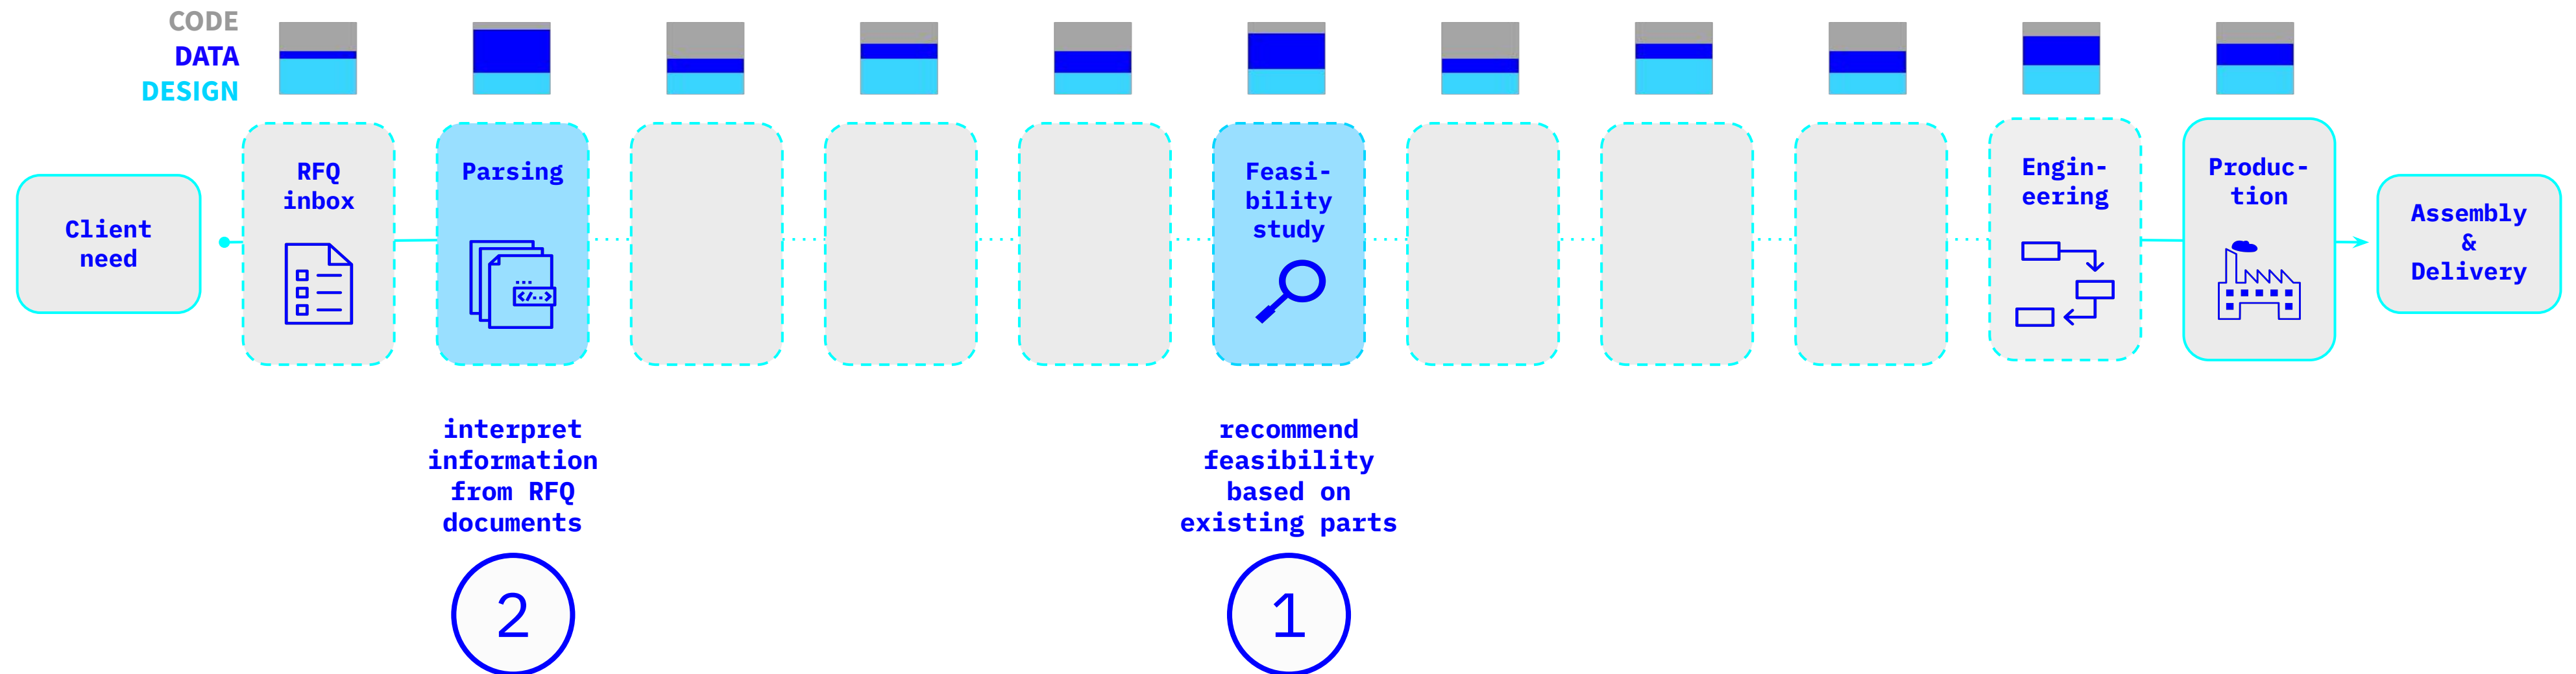 CODE
DATA
DESIGN
Client
need
RFQ
inbox
Parsing
</>
Feasi-
bility
study
Engin-
eering
Produc-
tion
Assembly
&
Delivery
interpret
information
from RFQ
documents
2
recommend
feasibility
based on
existing parts
1